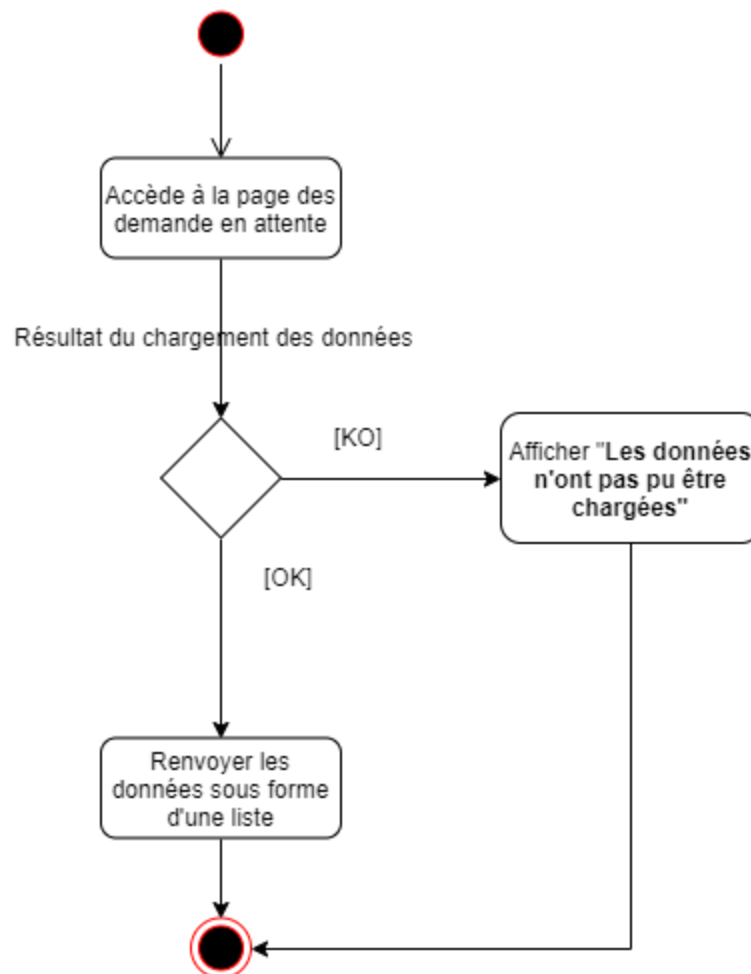 Accède à la page des
demande en attente
Résultat du chargement des données
[KO]
Afficher "Les données
n'ont pas pu être
chargées"
[OK]
Renvoyer les
données sous forme
d'une liste